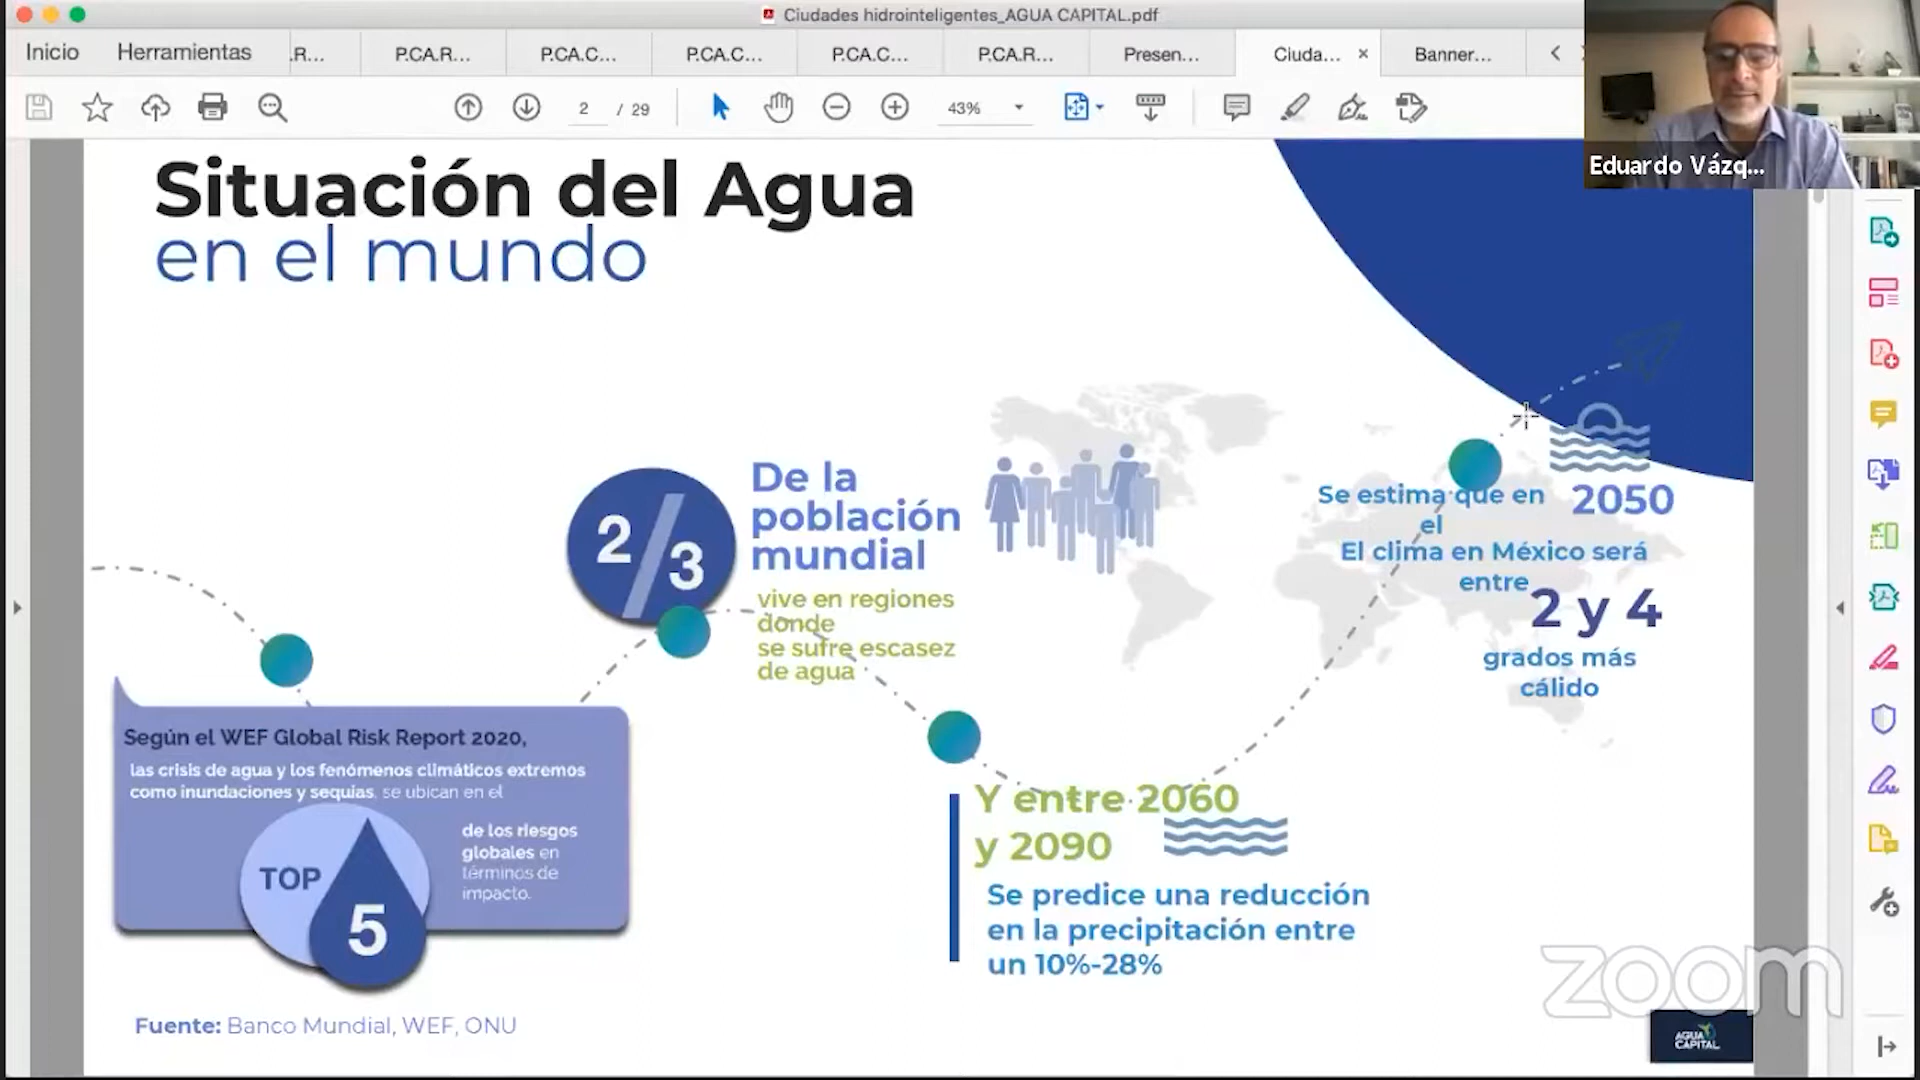 Ciudades hidrointeligentes_AGUA CAPITAL.pdf
Inicio
Herramientas
.R...
P.CA.R...
P.CA.C...
P.CA.C...
P.CA.C...
P.CA.R...
Presen...
Ciuda...
Banner...
2 / 29
43%
Eduardo Vázq...
Situación del Agua
en el mundo
2/3
De la
población
mundial
vive en regiones
donde
se sufre escasez
de agua
Se estima que en
el
2050
El clima en México será
entre
2 y 4
grados más
cálido
Según el WEF Global Risk Report 2020,
las crisis de agua y los fenómenos climáticos extremos
como inundaciones y sequias, se ubican en el
TOP
5
de los riesgos
globales en
términos de
impacto.
Y entre 2060
y 2090
Se predice una reducción
en la precipitación entre
un 10%-28%
Fuente: Banco Mundial, WEF, ONU
zoom
AGUA
CAPITAL